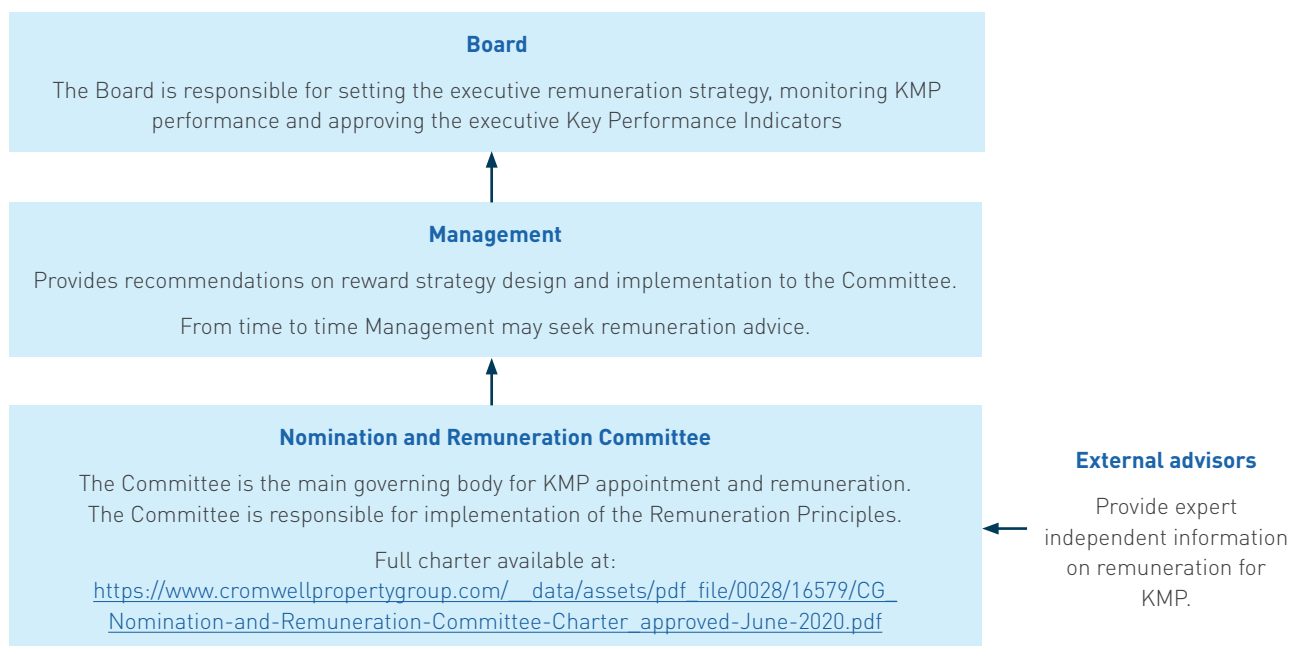 Board
The Board is responsible for setting the executive remuneration strategy, monitoring KMP
performance and approving the executive Key Performance Indicators
Management
Provides recommendations on reward strategy design and implementation to the Committee.
From time to time Management may seek remuneration advice.
Nomination and Remuneration Committee
The Committee is the main governing body for KMP appointment and remuneration.
The Committee is responsible for implementation of the Remuneration Principles.
Full charter available at:
https://www.cromwellpropertygroup.com/__data/assets/pdf_file/0028/16579/CG_
Nomination-and-Remuneration-Committee-Charter_approved-June-2020.pdf
External advisors
Provide expert
independent information
on remuneration for
KMP.